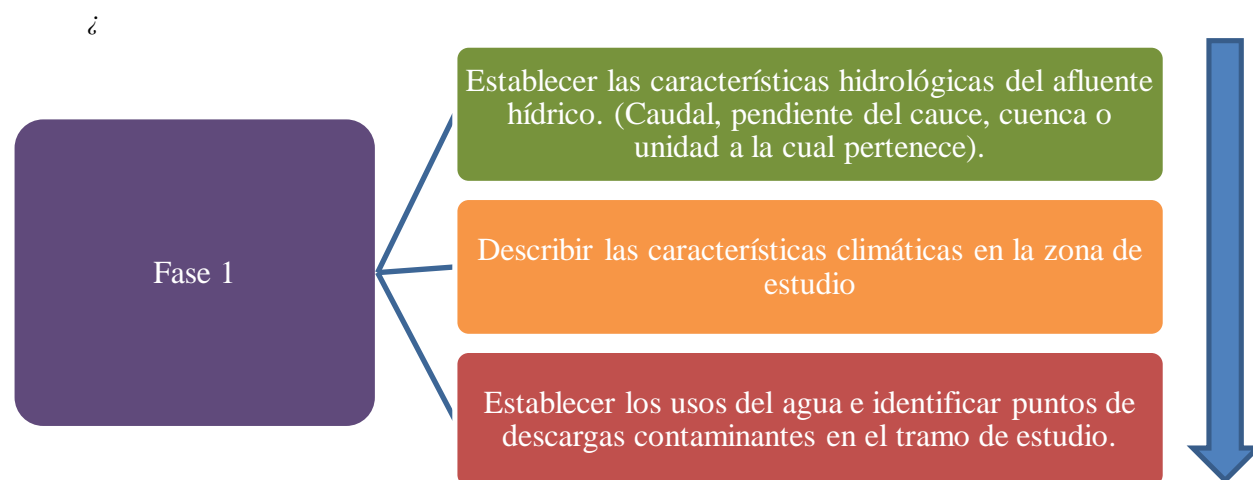 ¿
Establecer las características hidrológicas del afluente
hídrico. (Caudal, pendiente del cauce, cuenca o
unidad a la cual pertenece).
Fase 1
Describir las características climáticas en la zona de
estudio
Establecer los usos del agua e identificar puntos de
descargas contaminantes en el tramo de estudio.